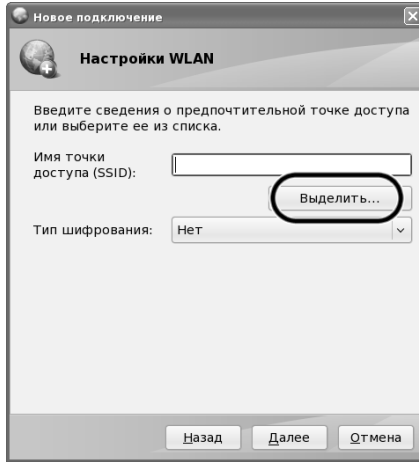 Новое подключение
Настройки WLAN
Введите сведения о предпочтительной точке доступа
или выберите ее из списка.
Имя точки
доступа (SSID):
Выделить...
Тип шифрования: Нет
Назад Далее Отмена